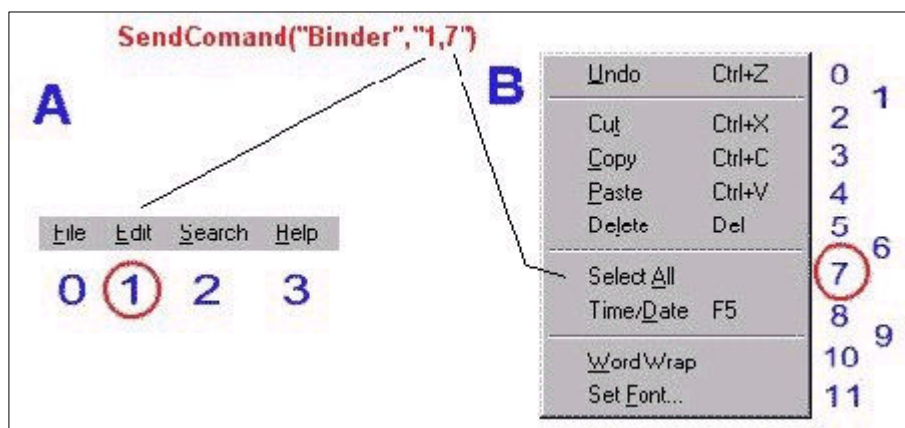 SendComand("Binder","1,7")
A
File Edit Search Help
0 1 2 3
B
Undo Ctrl+Z 0
1
Cut Ctrl+X 2
Copy Ctrl+C 3
Paste Ctrl+V 4
Delete Del 5
6
Select All 7
Time/Date F5 8
9
Word Wrap 10
Set Font... 11